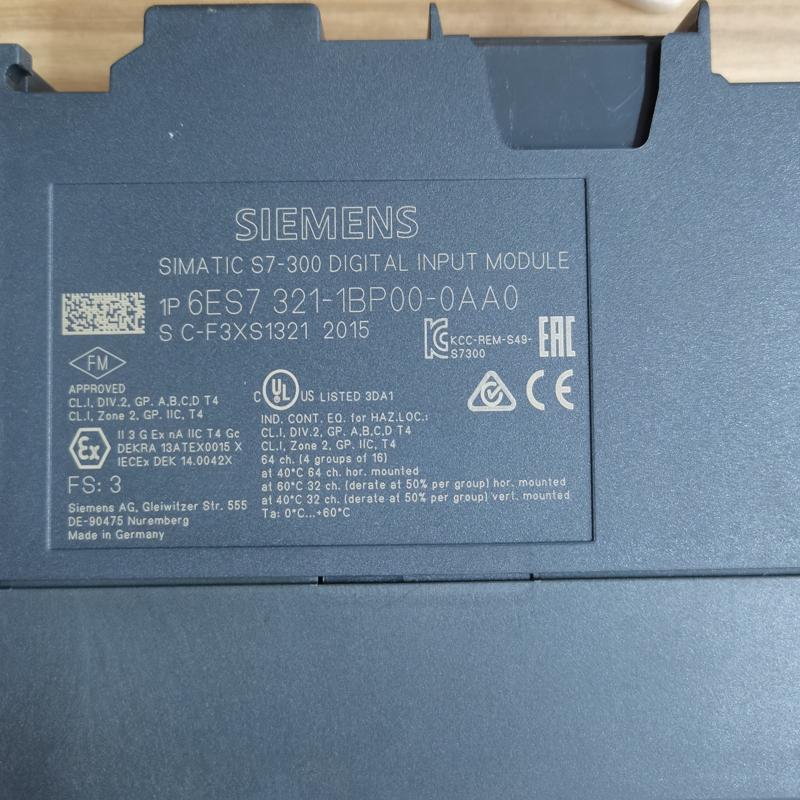 SIEMENS
SIMATIC S7-300 DIGITAL INPUT MODULE
1P 6ES7 321-1BP00-0AA0
S C-F3XS1321 2015
KCC-REM-S49-
S7300
EAC
FM
APPROVED
CL.I, DIV.2, GP. A,B,C,D T4
CL.I, Zone 2, GP. IIC, T4
C UL US LISTED 3DA1
CE
IND. CONT. EQ. for HAZ.LOC.:
CL.I, DIV.2, GP. A,B,C,D T4
CL.I, Zone 2, GP. IIC, T4
64 ch. (4 groups of 16)
at 40°C 64 ch. hor. mounted
at 60°C 32 ch. (derate at 50% per group) hor. mounted
at 40°C 32 ch. (derate at 50% per group) vert. mounted
Ta: 0°C...+60°C
Ex
II 3 G Ex nA IIC T4 Gc
DEKRA 13ATEX0015 X
IECEx DEK 14.0042X
FS: 3
Siemens AG, Gleiwitzer Str. 555
DE-90475 Nuremberg
Made in Germany